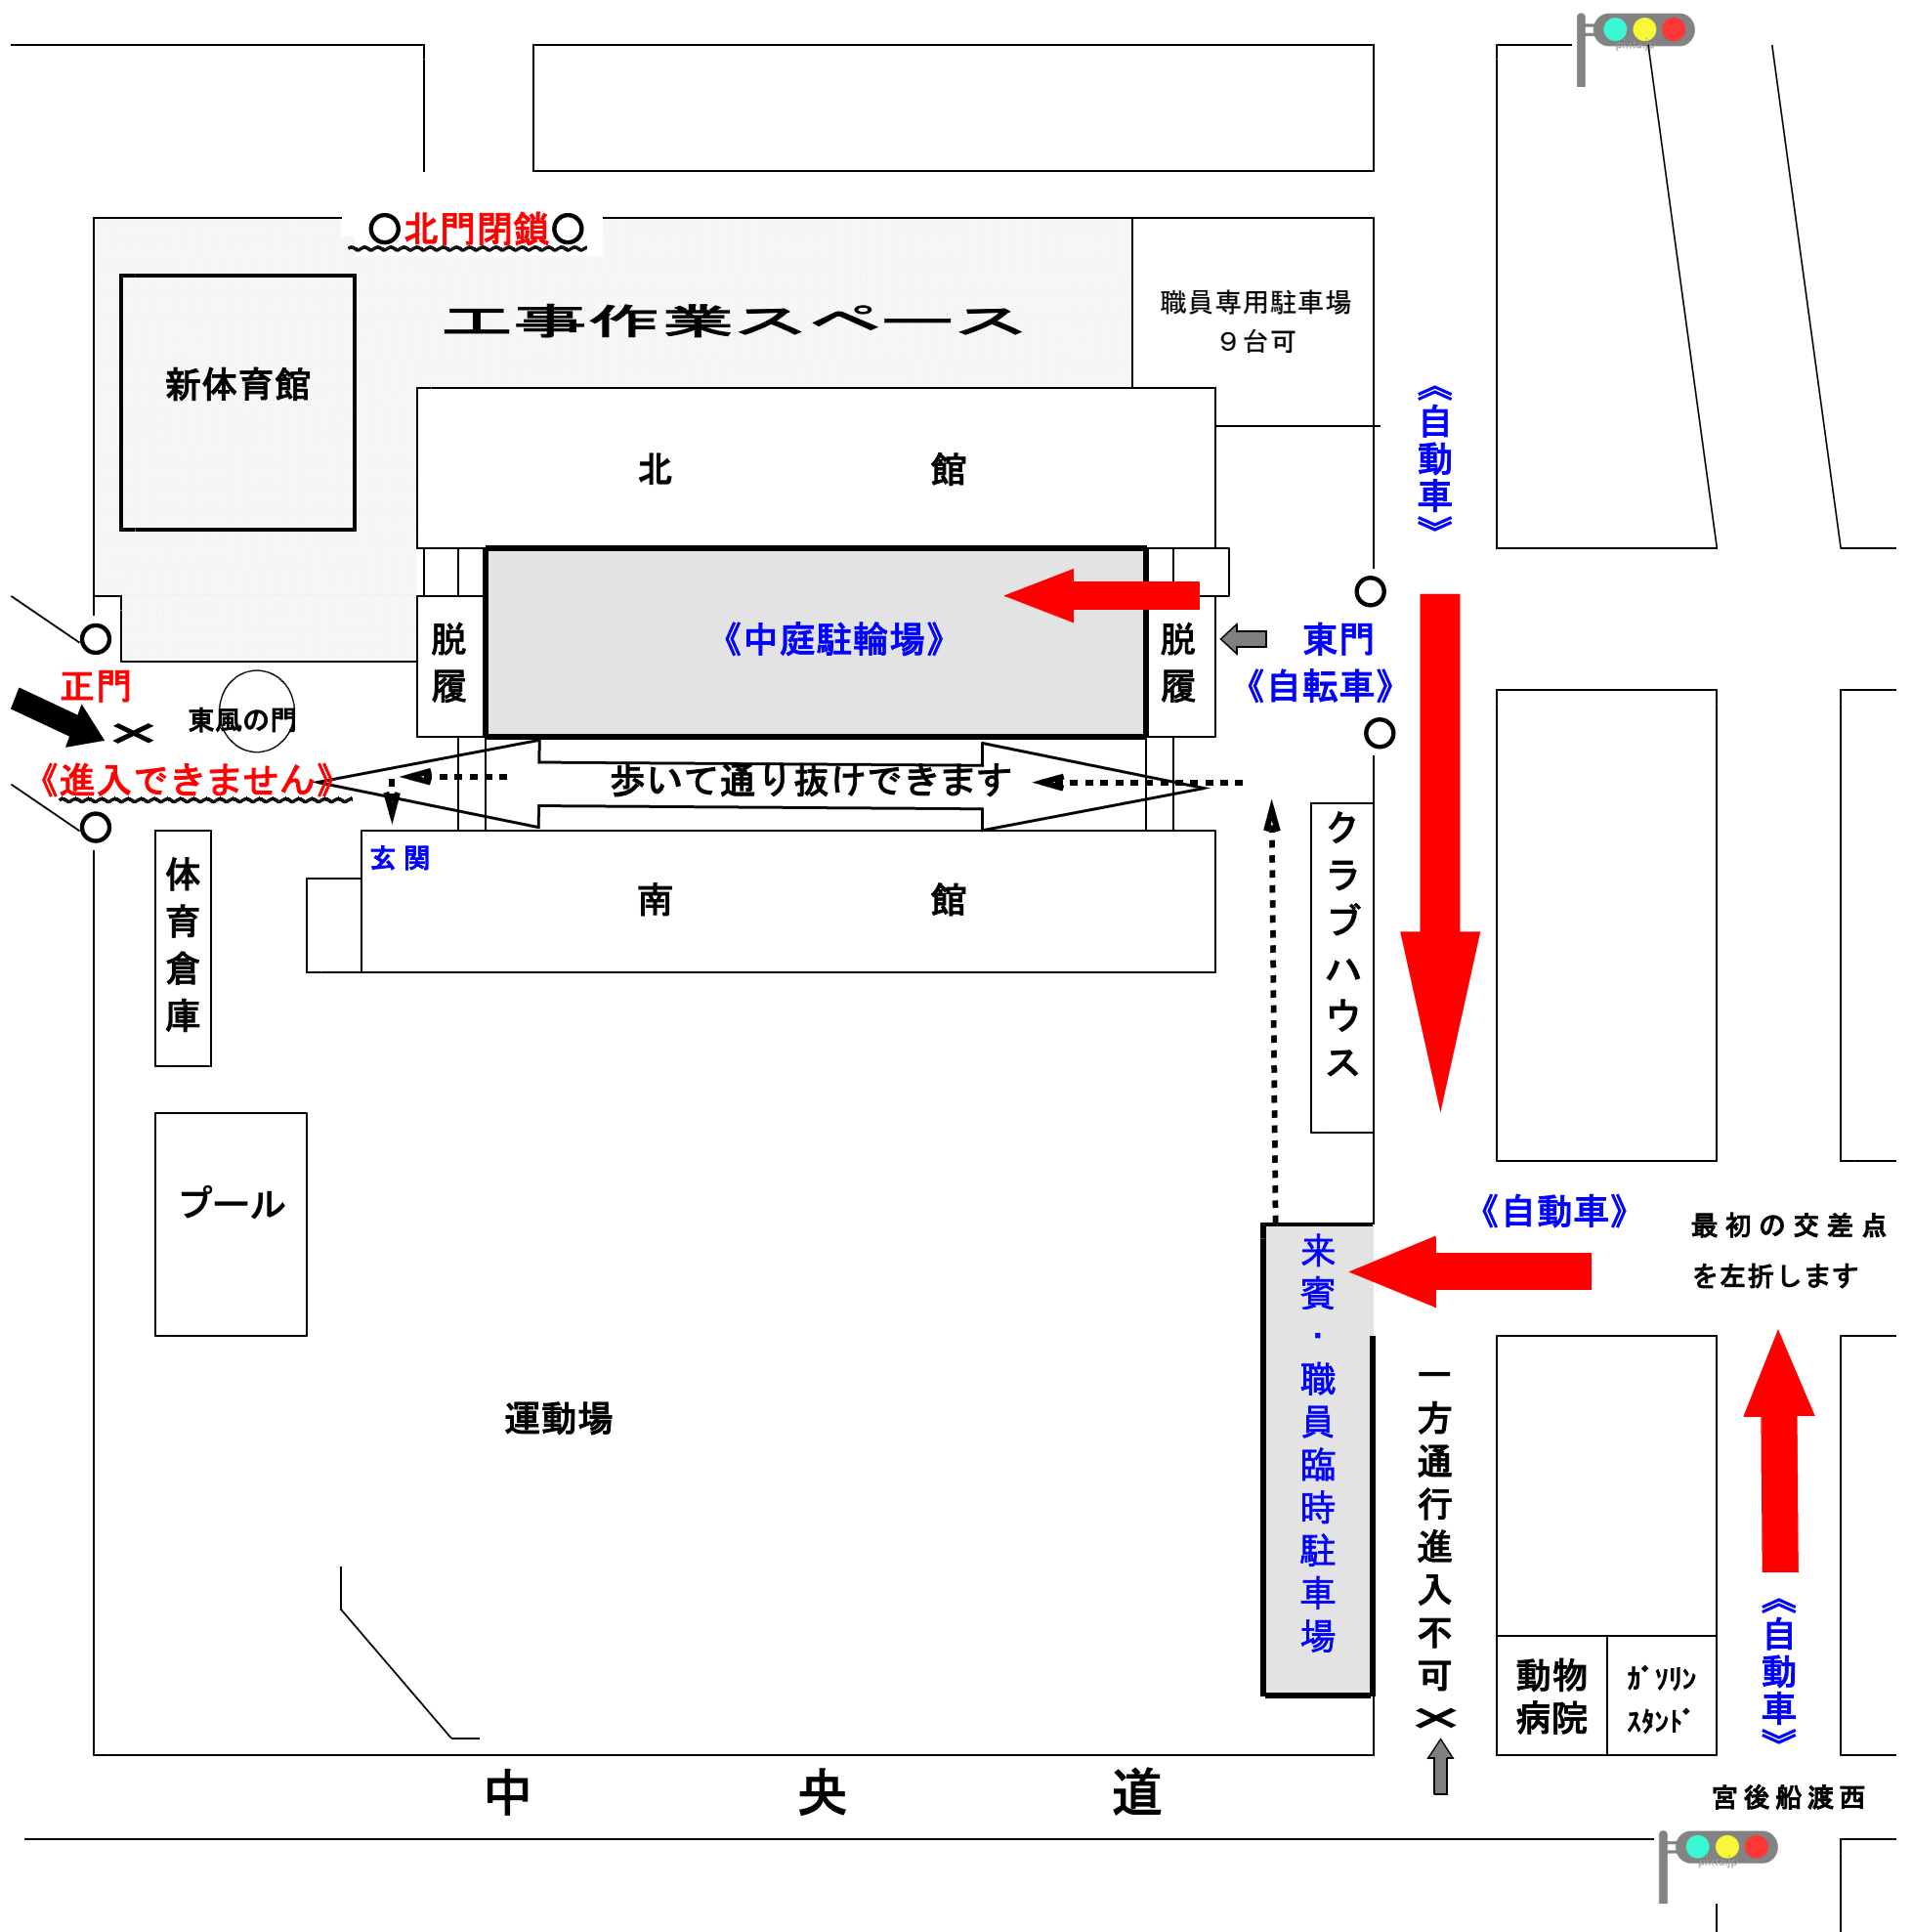 〇北門閉鎖〇
工事作業スペース
職員専用駐車場
９台可
新体育館
《自動車》
北館
脱履
《中庭駐輪場》
脱履
東門
《自転車》
正門
×
東風の門
《進入できません》
歩いて通り抜けできます
玄関
南館
クラブハウス
体育倉庫
プール
《自動車》
最初の交差点
を左折します
来賓・職員臨時駐車場
運動場
一方通行進入不可×
《自動車》
動物
病院
ｶﾞｿﾘﾝ
ｽﾀﾝﾄﾞ
中央道
宮後船渡西